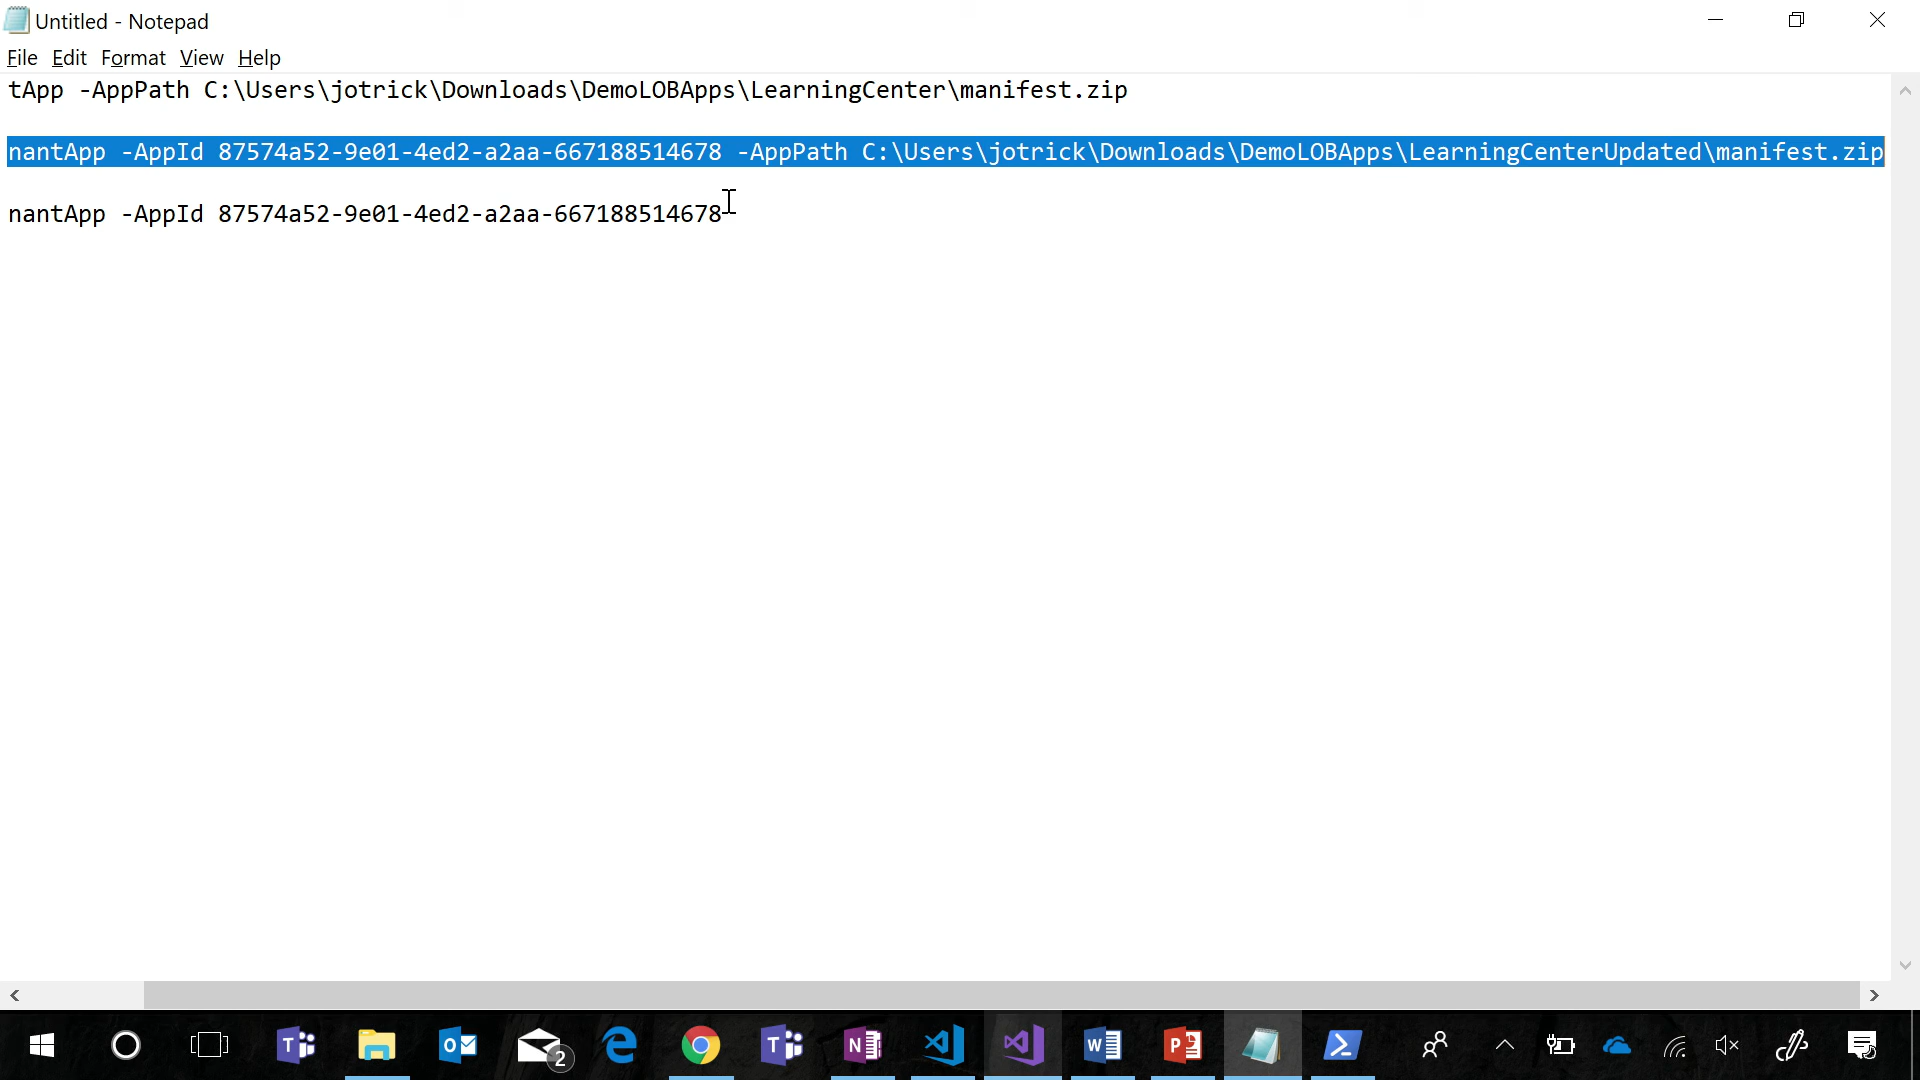 Untitled - Notepad
File Edit Format View Help
tApp -AppPath C:\Users\jotrick\Downloads\DemoLOBApps\LearningCenter\manifest.zip
nantApp -AppId 87574a52-9e01-4ed2-a2aa-667188514678 -AppPath C:\Users\jotrick\Downloads\DemoLOBApps\LearningCenterUpdated\manifest.zip
nantApp -AppId 87574a52-9e01-4ed2-a2aa-667188514678
2